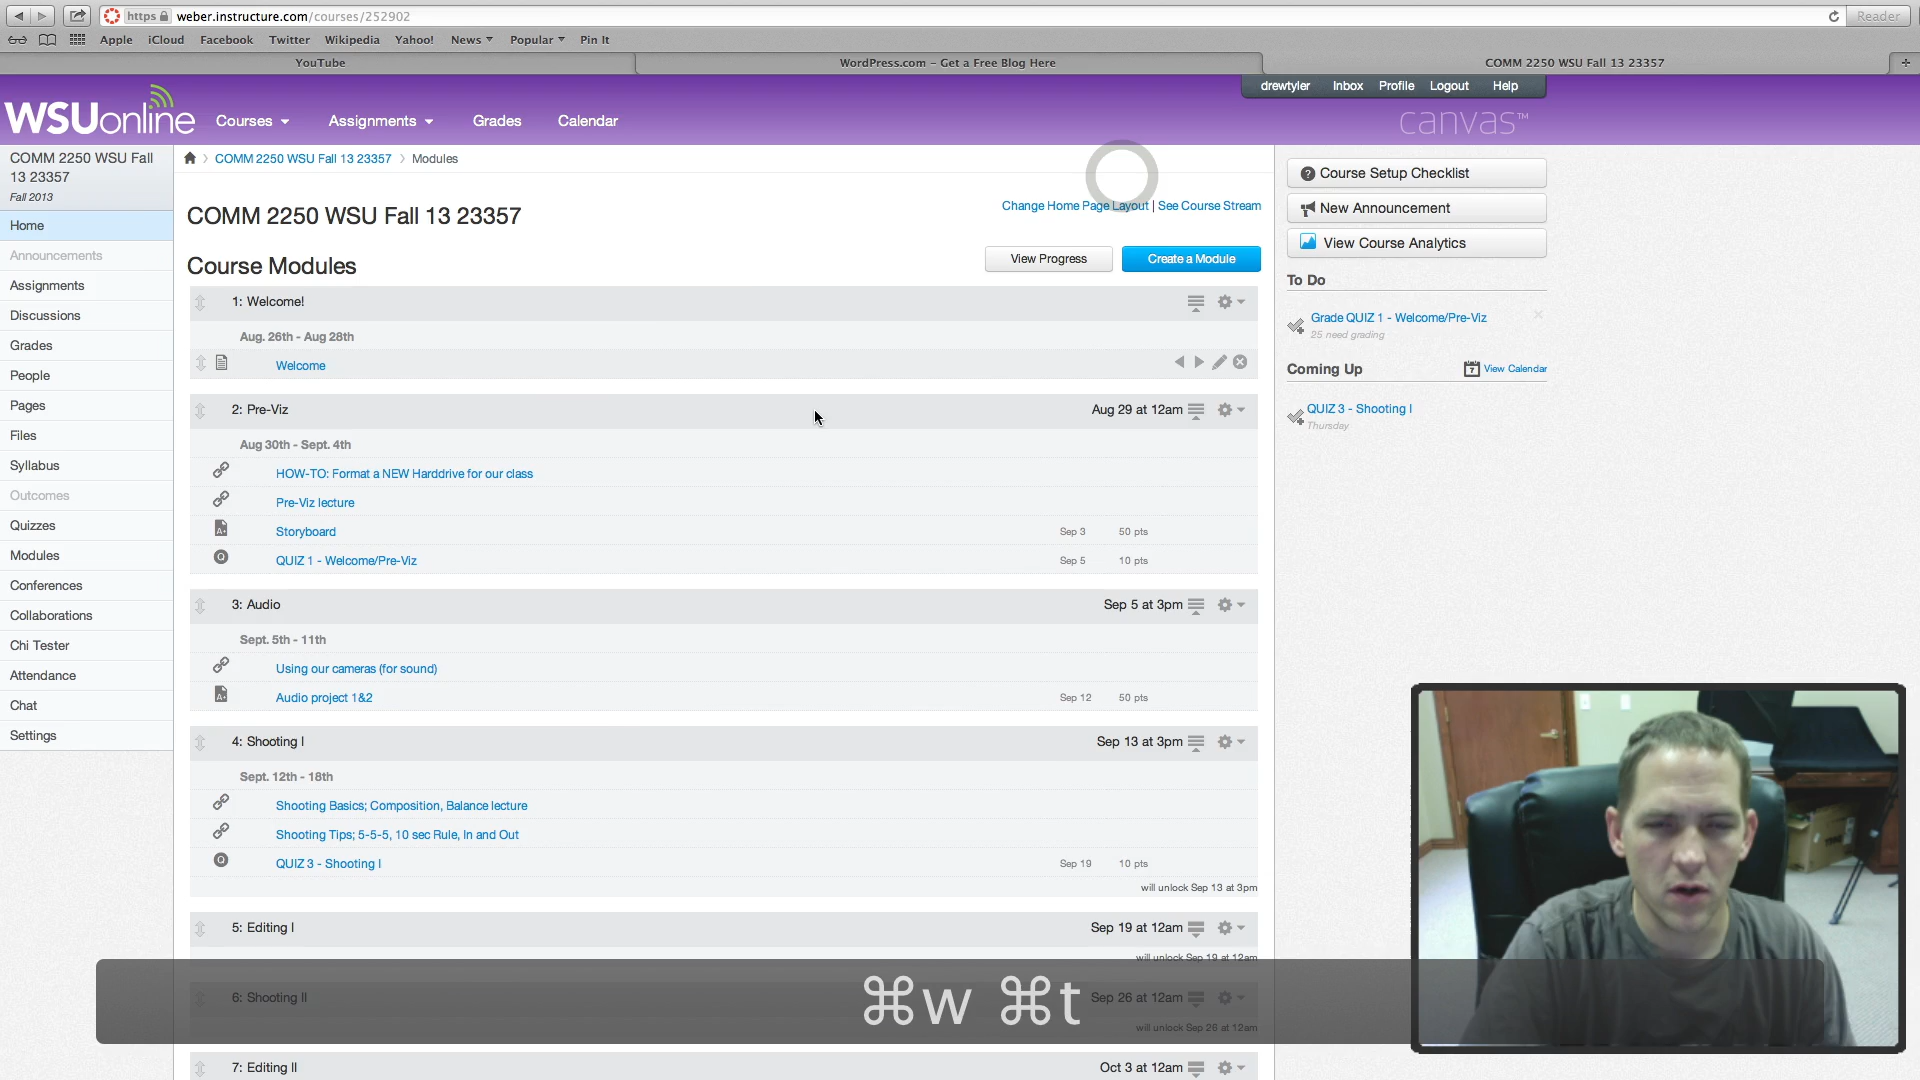 https weber.instructure.com/courses/252902
Reader
Apple iCloud Facebook Twitter Wikipedia Yahoo! News Popular Pin It
YouTube
WordPress.com – Get a Free Blog Here
COMM 2250 WSU Fall 13 23357
drewtyler Inbox Profile Logout Help
WSUonline
Courses Assignments Grades Calendar
canvas™
COMM 2250 WSU Fall
13 23357
Fall 2013
Home
Announcements
Assignments
Discussions
Grades
People
Pages
Files
Syllabus
Outcomes
Quizzes
Modules
Conferences
Collaborations
Chi Tester
Attendance
Chat
Settings
COMM 2250 WSU Fall 13 23357 Modules
Change Home Page Layout | See Course Stream
COMM 2250 WSU Fall 13 23357
View Progress
Create a Module
Course Modules
1: Welcome!
Aug. 26th - Aug 28th
Welcome
2: Pre-Viz Aug 29 at 12am
Aug 30th - Sept. 4th
HOW-TO: Format a NEW Harddrive for our class
Pre-Viz lecture
Storyboard Sep 3 50 pts
QUIZ 1 - Welcome/Pre-Viz Sep 5 10 pts
3: Audio Sep 5 at 3pm
Sept. 5th - 11th
Using our cameras (for sound)
Audio project 1&2 Sep 12 50 pts
4: Shooting I Sep 13 at 3pm
Sept. 12th - 18th
Shooting Basics; Composition, Balance lecture
Shooting Tips; 5-5-5, 10 sec Rule, In and Out
QUIZ 3 - Shooting I Sep 19 10 pts
will unlock Sep 13 at 3pm
5: Editing I Sep 19 at 12am
will unlock Sep 19 at 12am
6: Shooting II Sep 26 at 12am
will unlock Sep 26 at 12am
7: Editing II Oct 3 at 12am
⌘w ⌘t
Course Setup Checklist
New Announcement
View Course Analytics
To Do
Grade QUIZ 1 - Welcome/Pre-Viz
25 need grading
Coming Up
7 View Calendar
QUIZ 3 - Shooting I
Thursday